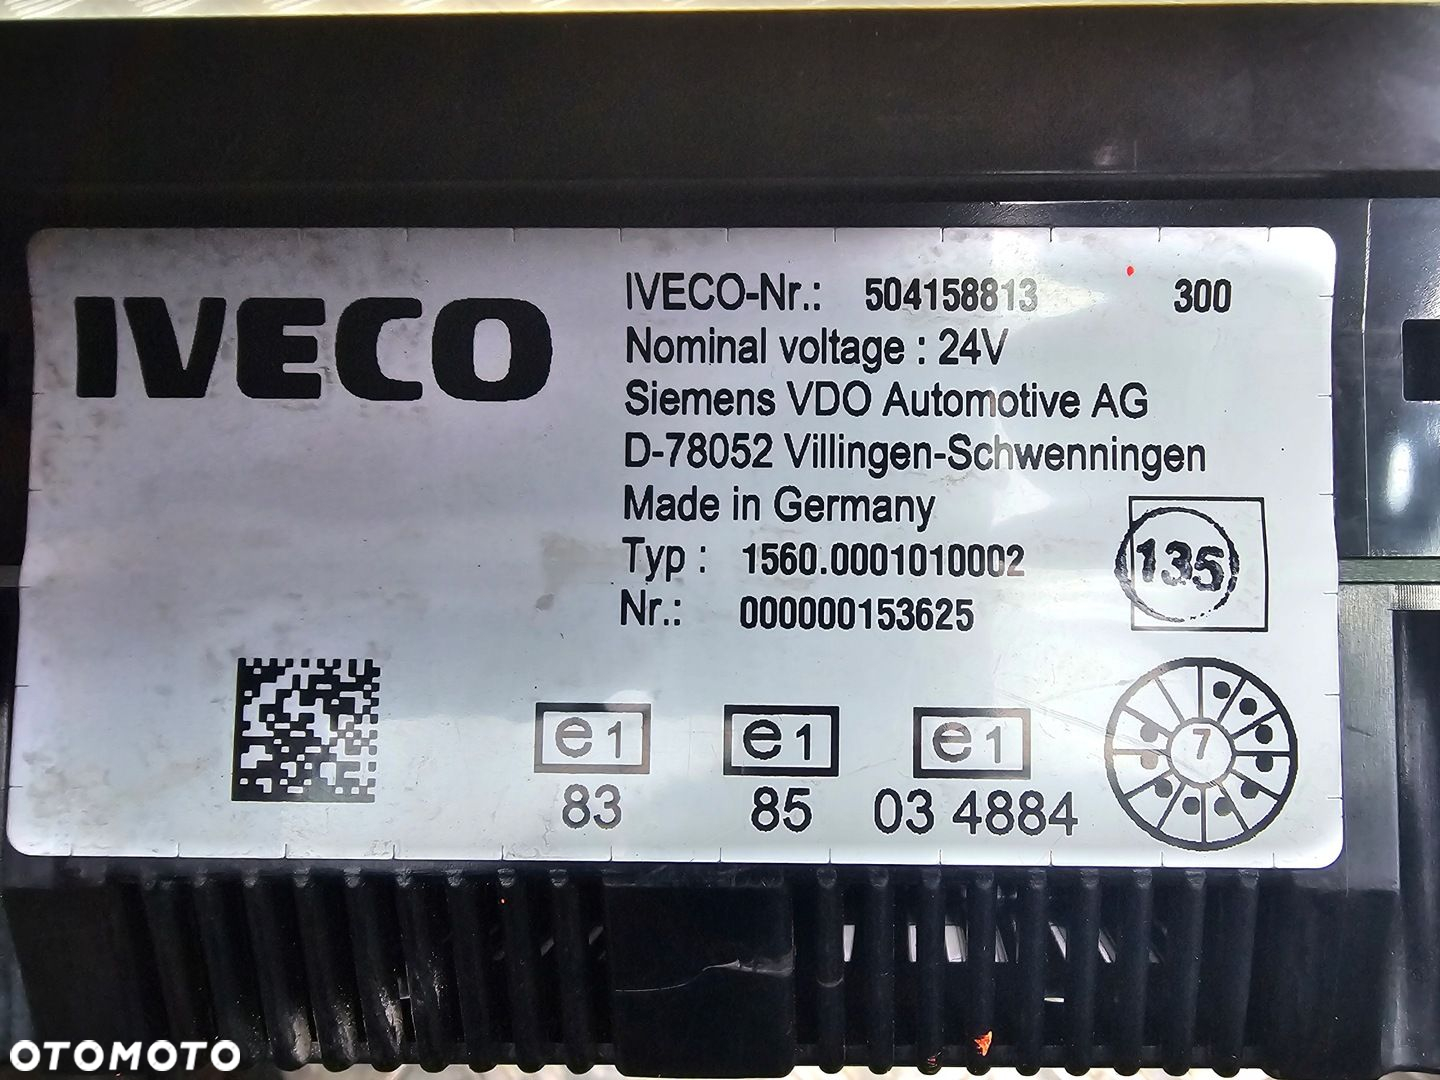 IVECO
IVECO-Nr.: 504158813 300
Nominal voltage : 24V
Siemens VDO Automotive AG
D-78052 Villingen-Schwenningen
Made in Germany
Typ : 1560.0001010002
Nr.: 000000153625
135
e1 e1 e1
83 85 03 4884
7
OTOMOTO